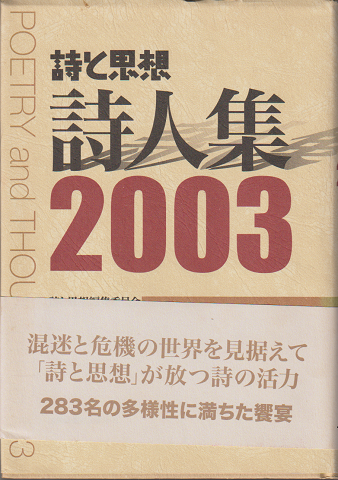 詩と思想
詩人集
2003
POETRY and THOU
混迷と危機の世界を見据えて
「詩と思想」が放つ詩の活力
283名の多様性に満ちた饗宴
3